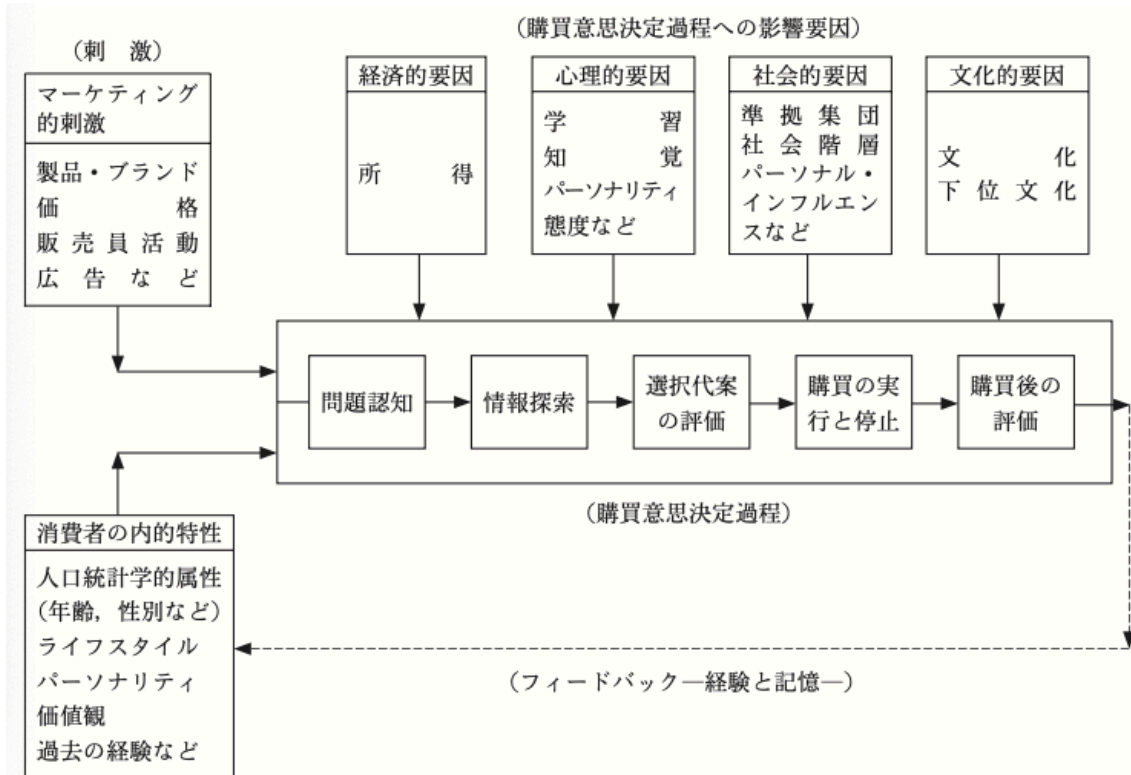 (購買意思決定過程への影響要因)
(刺 激)
マーケティング
的刺激
製品・ブランド
価格
販売員活動
広告など
経済的要因
所得
心理的要因
学習
知覚
パーソナリティ
態度など
社会的要因
準拠集団
社会階層
パーソナル・
インフルエン
スなど
文化的要因
文化
下位文化
問題認知
情報探索
選択代案
の評価
購買の実
行と停止
購買後の
評価
(購買意思決定過程)
消費者の内的特性
人口統計学的属性
(年齢,性別など)
ライフスタイル
パーソナリティ
価値観
過去の経験など
(フィードバック―経験と記憶―)